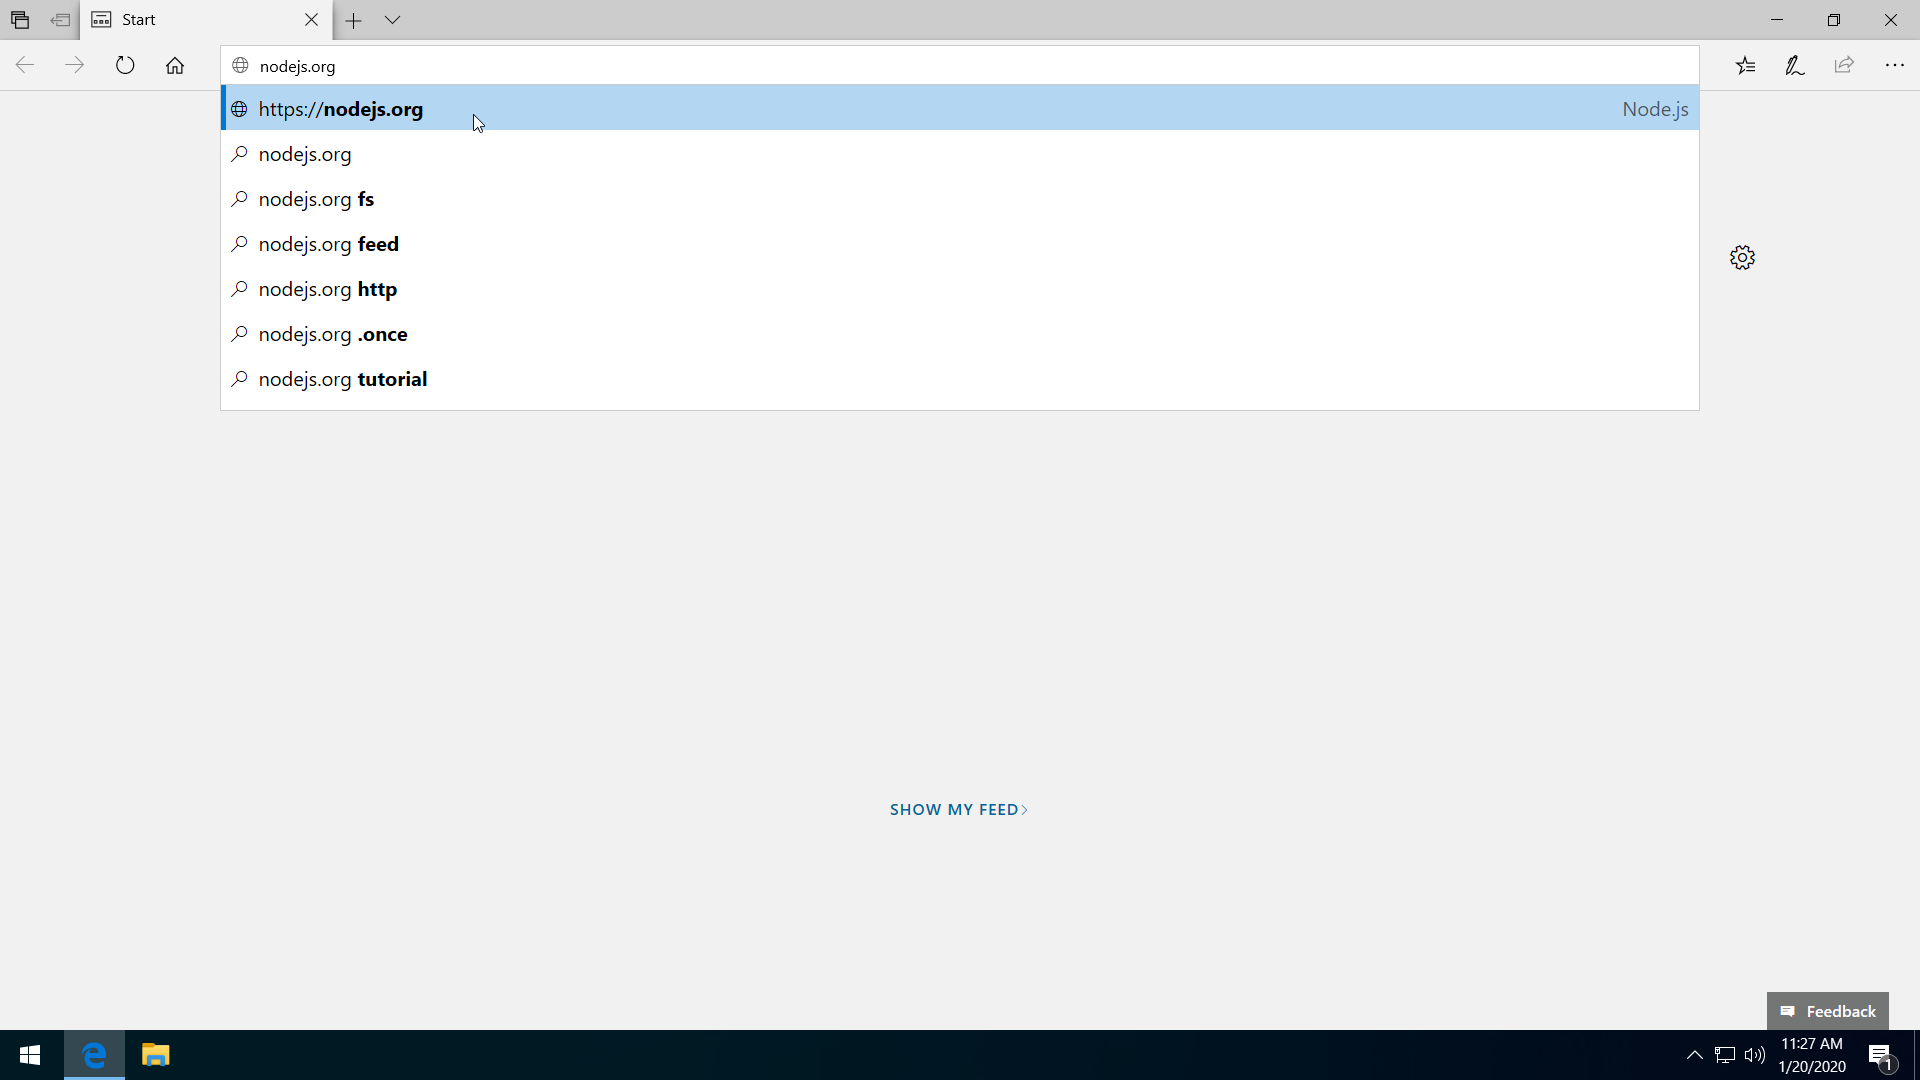 Start
nodejs.org
https://nodejs.org Node.js
nodejs.org
nodejs.org fs
nodejs.org feed
nodejs.org http
nodejs.org .once
nodejs.org tutorial
SHOW MY FEED
Feedback
11:27 AM
1/20/2020
1